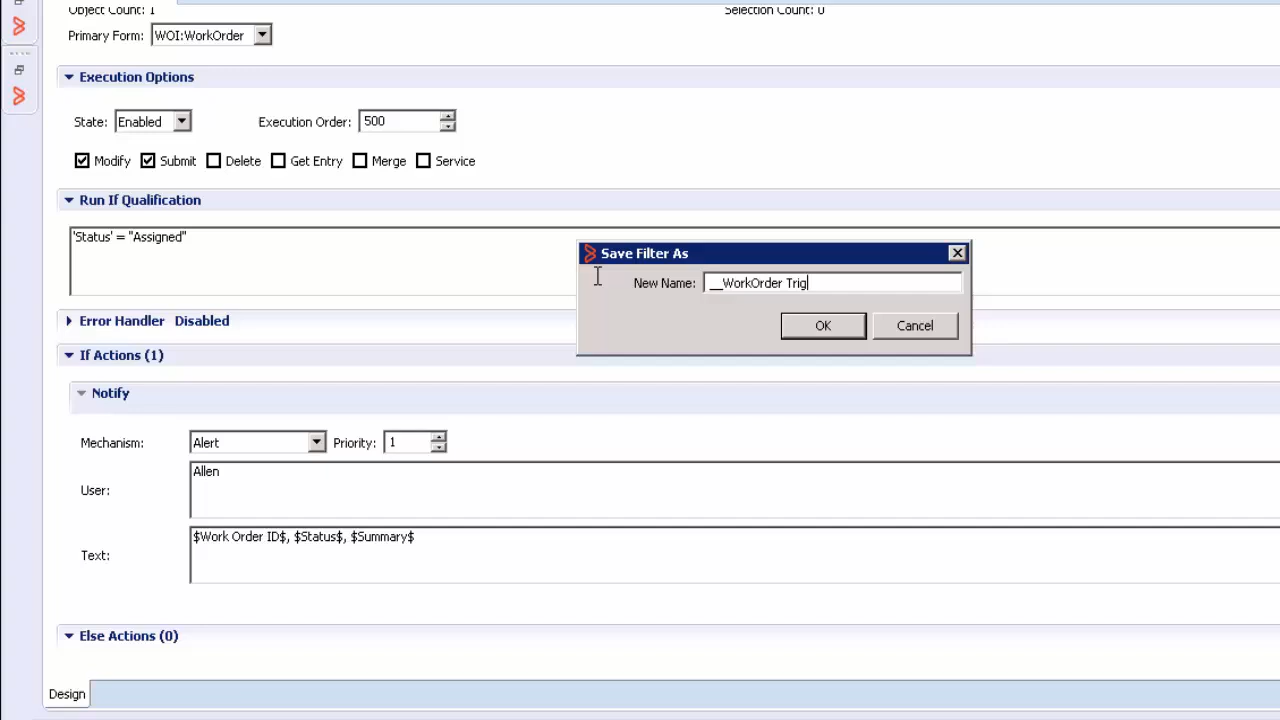 Object Count: 1 Selection Count: 0
Primary Form: WOI:WorkOrder
Execution Options
State: Enabled Execution Order: 500
Modify Submit Delete Get Entry Merge Service
Run If Qualification
'Status' = "Assigned"
Save Filter As
New Name: __WorkOrder Trig
OK Cancel
Error Handler Disabled
If Actions (1)
Notify
Mechanism: Alert Priority: 1
Allen
User:
$Work Order ID$, $Status$, $Summary$
Text:
Else Actions (0)
Design